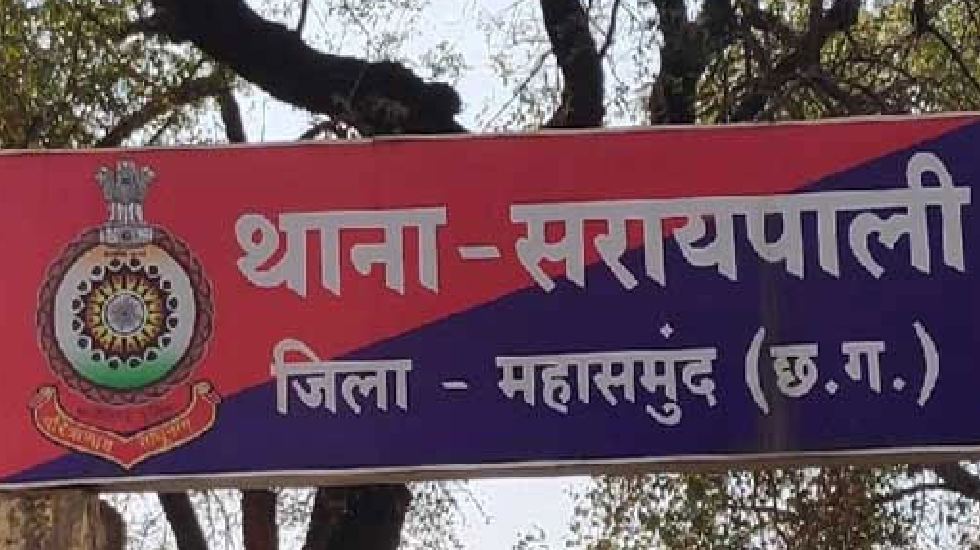 थाना - सरायपाली
जिला - महासमुंद (छ.ग.)